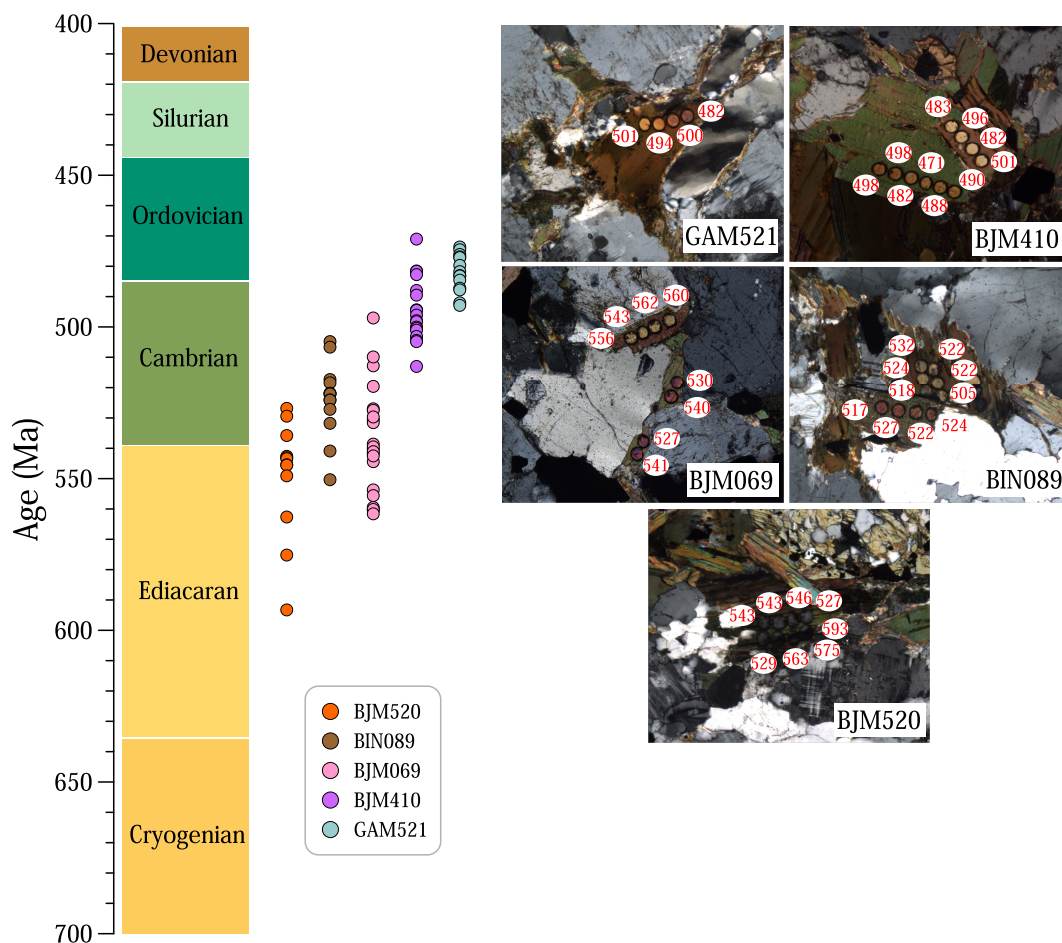 Age (Ma)
400
450
500
550
600
650
700
Devonian
Silurian
Ordovician
Cambrian
Ediacaran
Cryogenian
BJM520
BIN089
BJM069
BJM410
GAM521
482
501
494
500
GAM521
483
496
482
501
498
471
490
498
482
488
BJM410
560
562
543
556
530
540
527
541
BJM069
532
522
524
522
518
505
517
527
522
524
BIN089
546
527
543
543
593
575
563
529
BJM520